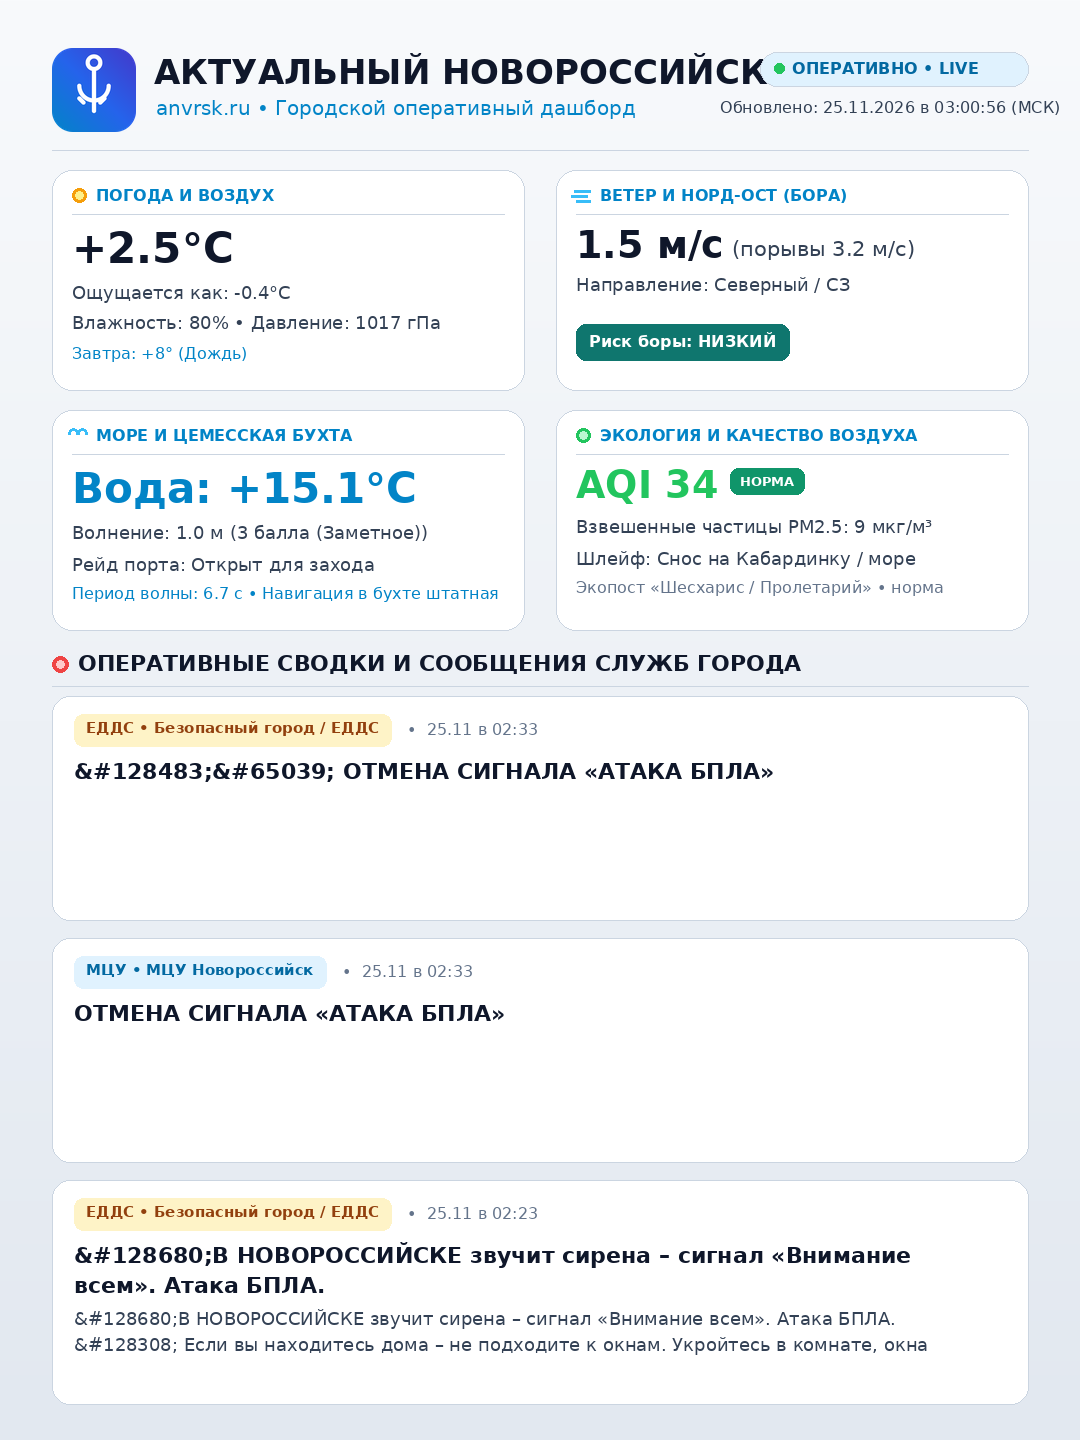 АКТУАЛЬНЫЙ НОВОРОССИЙСК
ОПЕРАТИВНО • LIVE
anvrsk.ru • Городской оперативный дашборд
Обновлено: 25.11.2026 в 03:00:56 (МСК)
ПОГОДА И ВОЗДУХ
+2.5°C
Ощущается как: -0.4°C
Влажность: 80% • Давление: 1017 гПа
Завтра: +8° (Дождь)
ВЕТЕР И НОРД-ОСТ (БОРА)
1.5 м/с (порывы 3.2 м/с)
Направление: Северный / СЗ
Риск боры: НИЗКИЙ
МОРЕ И ЦЕМЕССКАЯ БУХТА
Вода: +15.1°C
Волнение: 1.0 м (3 балла (Заметное))
Рейд порта: Открыт для захода
Период волны: 6.7 с • Навигация в бухте штатная
ЭКОЛОГИЯ И КАЧЕСТВО ВОЗДУХА
AQI 34 НОРМА
Взвешенные частицы PM2.5: 9 мкг/м³
Шлейф: Снос на Кабардинку / море
Экопост «Шесхарис / Пролетарий» • норма
ОПЕРАТИВНЫЕ СВОДКИ И СООБЩЕНИЯ СЛУЖБ ГОРОДА
ЕДДС • Безопасный город / ЕДДС • 25.11 в 02:33
&#128483;&#65039; ОТМЕНА СИГНАЛА «АТАКА БПЛА»
МЦУ • МЦУ Новороссийск • 25.11 в 02:33
ОТМЕНА СИГНАЛА «АТАКА БПЛА»
ЕДДС • Безопасный город / ЕДДС • 25.11 в 02:23
&#128680;В НОВОРОССИЙСКЕ звучит сирена – сигнал «Внимание
всем». Атака БПЛА.
&#128680;В НОВОРОССИЙСКЕ звучит сирена – сигнал «Внимание всем». Атака БПЛА.
&#128308; Если вы находитесь дома – не подходите к окнам. Укройтесь в комнате, окна